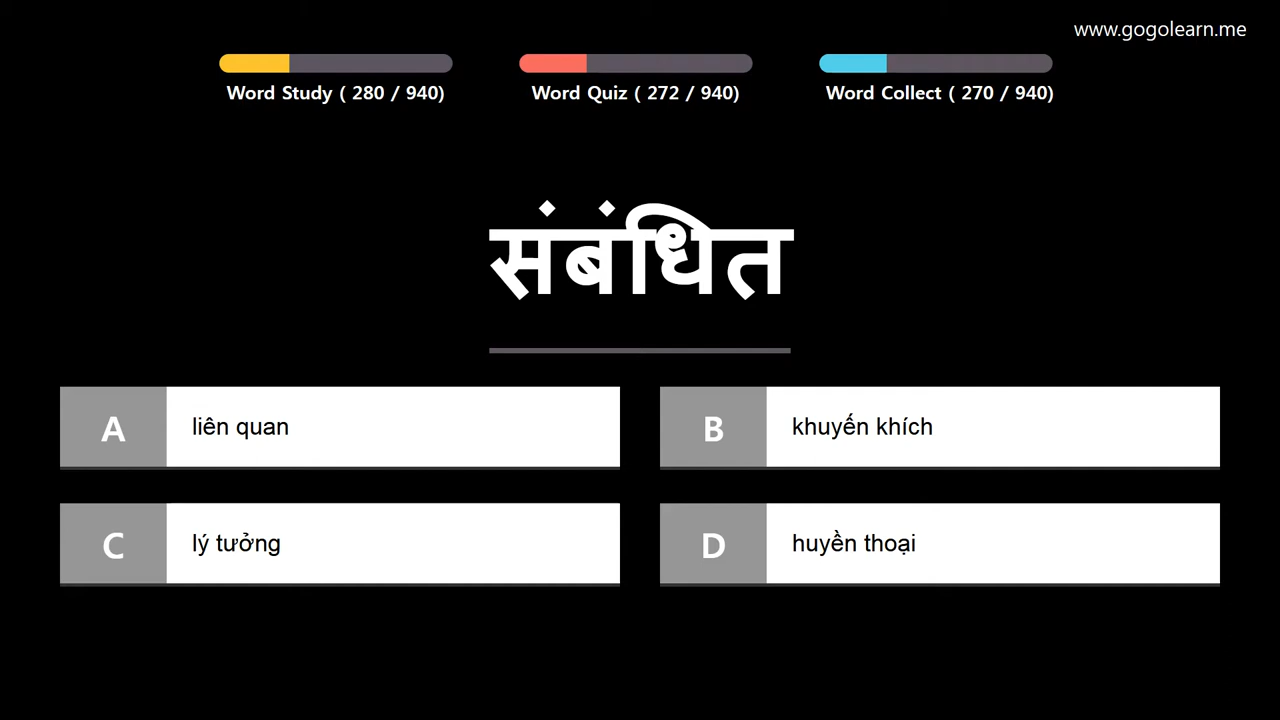 www.gogolearn.me
Word Study ( 280 / 940)
Word Quiz ( 272 / 940)
Word Collect ( 270 / 940)
संबंधित
A liên quan
B khuyến khích
C lý tưởng
D huyền thoại